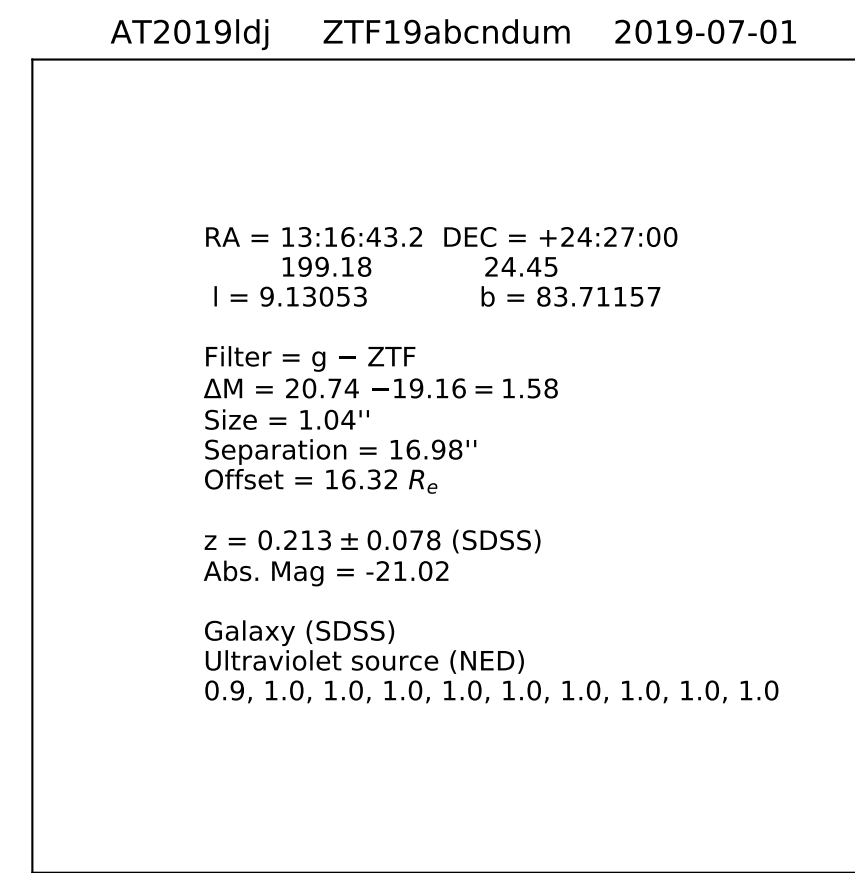 AT2019ldj ZTF19abcndum 2019-07-01
RA = 13:16:43.2 DEC = +24:27:00
199.18 24.45
l = 9.13053 b = 83.71157
Filter = g − ZTF
ΔM = 20.74 −19.16 = 1.58
Size = 1.04''
Separation = 16.98''
Offset = 16.32 Rₑ
z = 0.213 ± 0.078 (SDSS)
Abs. Mag = -21.02
Galaxy (SDSS)
Ultraviolet source (NED)
0.9, 1.0, 1.0, 1.0, 1.0, 1.0, 1.0, 1.0, 1.0, 1.0